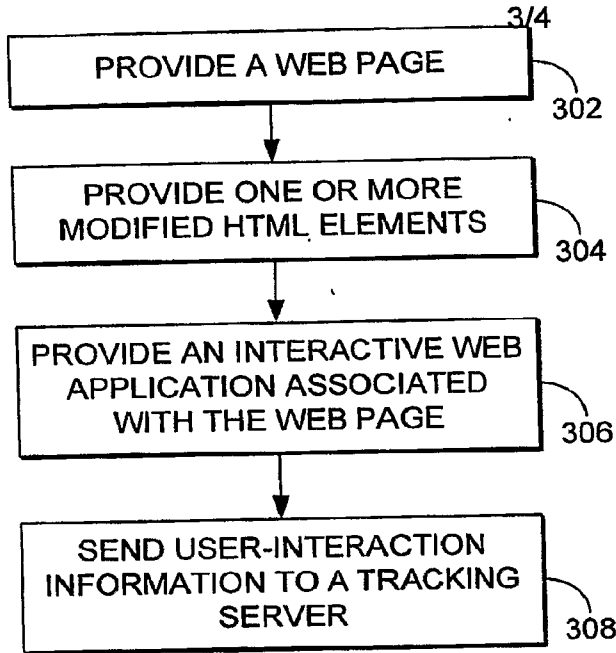 3/4
PROVIDE A WEB PAGE
302
PROVIDE ONE OR MORE
MODIFIED HTML ELEMENTS
304
PROVIDE AN INTERACTIVE WEB
APPLICATION ASSOCIATED
WITH THE WEB PAGE
306
SEND USER-INTERACTION
INFORMATION TO A TRACKING
SERVER
308